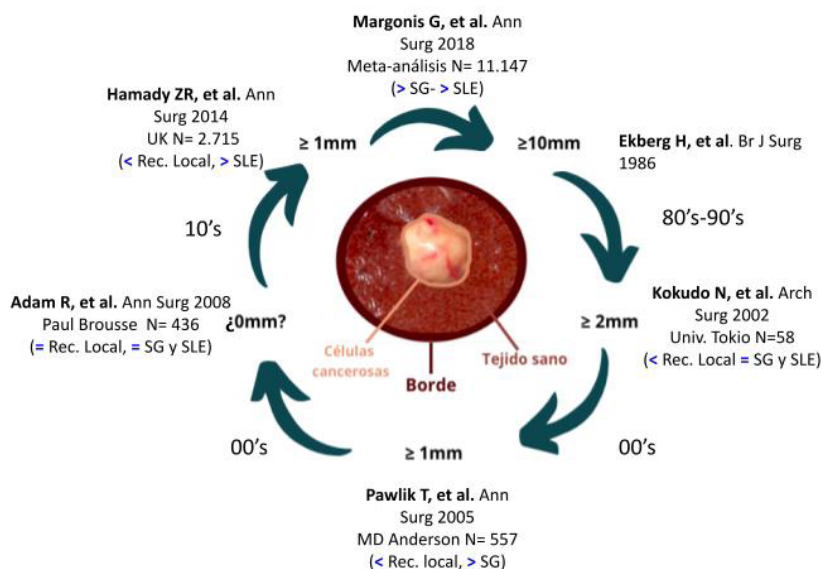 Margonis G, et al. Ann
Surg 2018
Meta-análisis N= 11.147
(> SG- > SLE)
Hamady ZR, et al. Ann
Surg 2014
UK N= 2.715
(< Rec. Local, > SLE)
≥ 1mm
≥10mm
Ekberg H, et al. Br J Surg
1986
10's
80's-90's
Adam R, et al. Ann Surg 2008
Paul Brousse N= 436
(= Rec. Local, = SG y SLE)
¿0mm?
Kokudo N, et al. Arch
Surg 2002
Univ. Tokio N=58
(< Rec. Local = SG y SLE)
≥ 2mm
Células
cancerosas
Tejido sano
Borde
00's
00's
≥ 1mm
Pawlik T, et al. Ann
Surg 2005
MD Anderson N= 557
(< Rec. local, > SG)